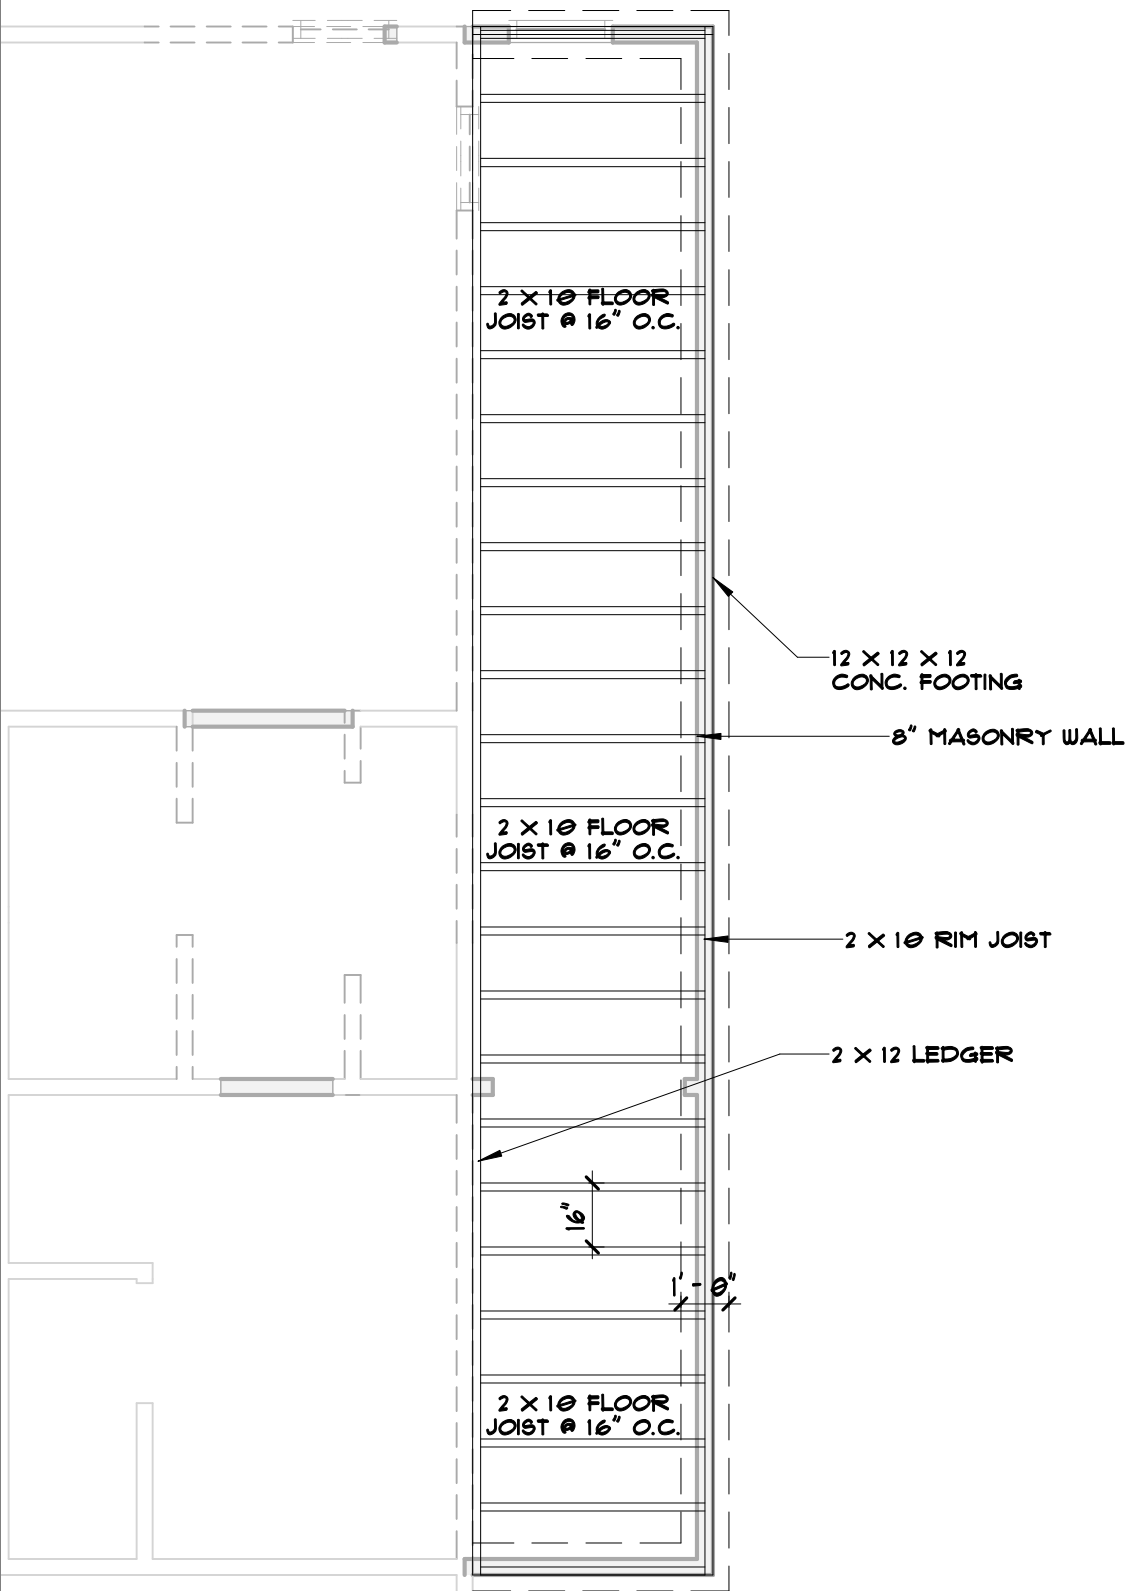 2 X 10 FLOOR
JOIST @ 16" O.C.
12 X 12 X 12
CONC. FOOTING
8" MASONRY WALL
2 X 10 FLOOR
JOIST @ 16" O.C.
2 X 10 RIM JOIST
2 X 12 LEDGER
16"
1' - 0"
2 X 10 FLOOR
JOIST @ 16" O.C.